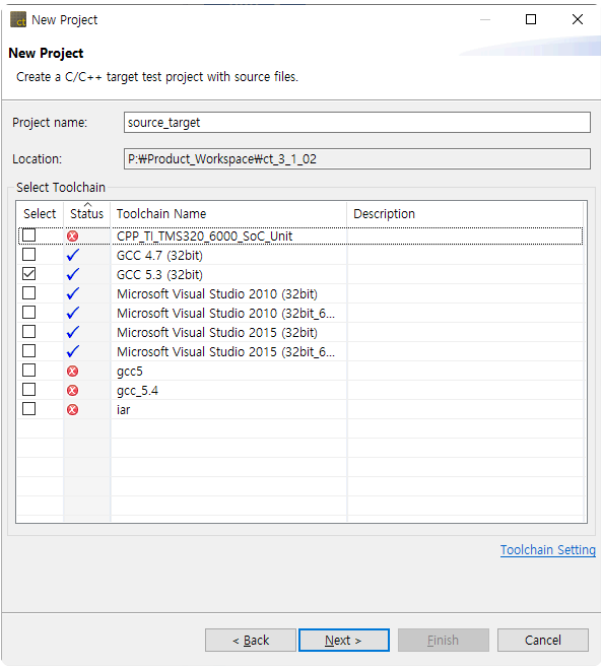 ct New Project
New Project
Create a C/C++ target test project with source files.
Project name: source_target
Location: P:₩Product_Workspace₩ct_3_1_02
Select Toolchain
Select Status Toolchain Name Description
CPP_TI_TMS320_6000_SoC_Unit
GCC 4.7 (32bit)
GCC 5.3 (32bit)
Microsoft Visual Studio 2010 (32bit)
Microsoft Visual Studio 2010 (32bit_6...
Microsoft Visual Studio 2015 (32bit)
Microsoft Visual Studio 2015 (32bit_6...
gcc5
gcc_5.4
iar
Toolchain Setting
< Back Next > Finish Cancel